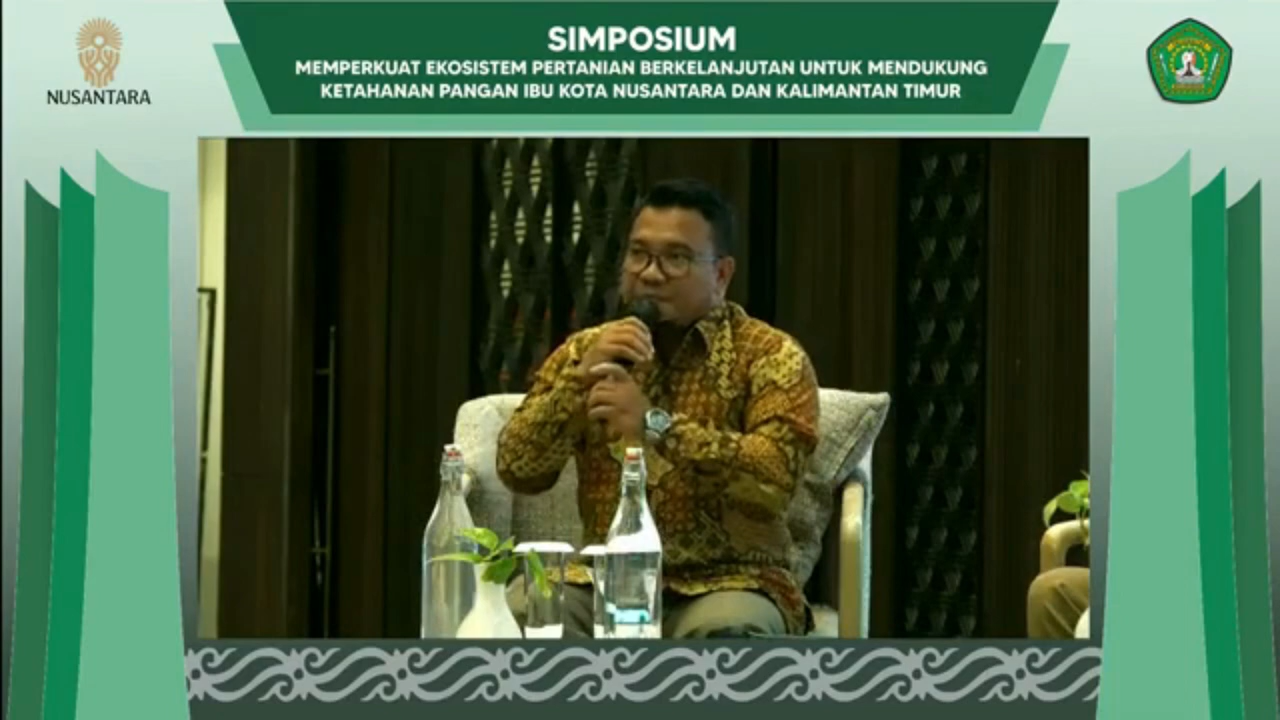 NUSANTARA
SIMPOSIUM
MEMPERKUAT EKOSISTEM PERTANIAN BERKELANJUTAN UNTUK MENDUKUNG
KETAHANAN PANGAN IBU KOTA NUSANTARA DAN KALIMANTAN TIMUR